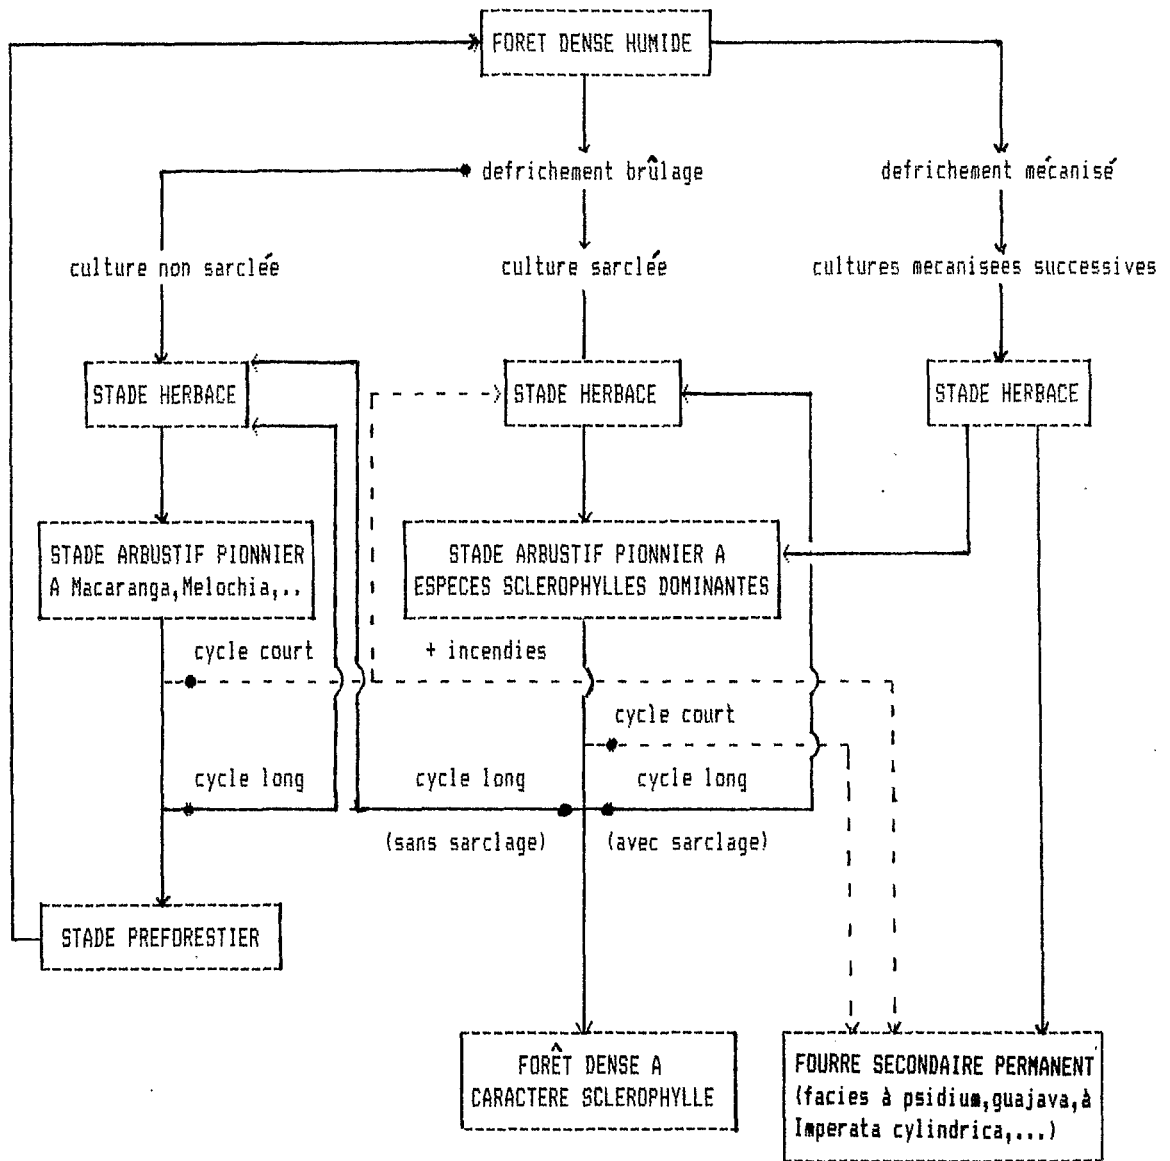 FORET DENSE HUMIDE
defrichement brûlage
defrichement mécanisé
culture non sarclée
culture sarclée
cultures mecanisees successives
STADE HERBACE
STADE HERBACE
STADE HERBACE
STADE ARBUSTIF PIONNIER
A Macaranga,Melochia,..
STADE ARBUSTIF PIONNIER A
ESPECES SCLEROPHYLLES DOMINANTES
cycle court
+ incendies
cycle court
cycle long
cycle long
cycle long
(sans sarclage)
(avec sarclage)
STADE PREFORESTIER
FORÊT DENSE A
CARACTERE SCLEROPHYLLE
FOURRE SECONDAIRE PERMANENT
(facies à psidium,guajava,à
Imperata cylindrica,...)